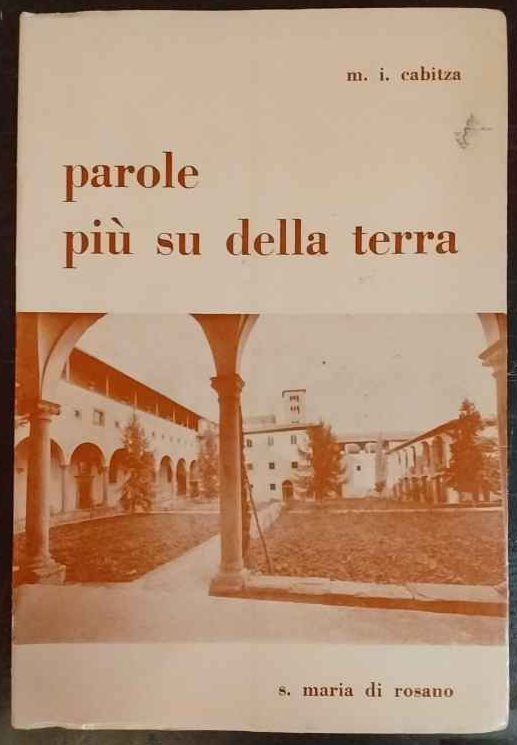 m. i. cabitza
parole
più su della terra
s. maria di rosano